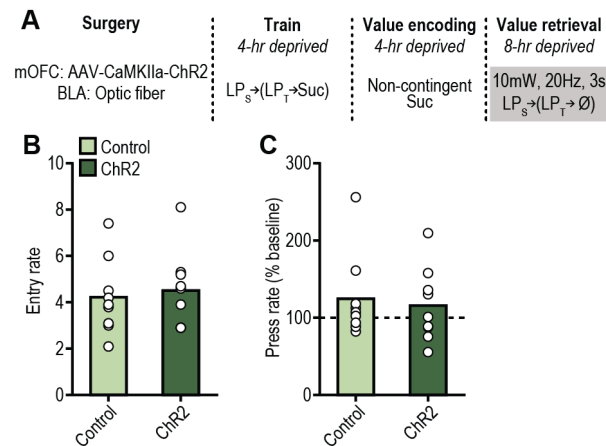 A
Surgery
mOFC: AAV-CaMKIIa-ChR2
BLA: Optic fiber
Train
4-hr deprived
LPS→(LPT→Suc)
Value encoding
4-hr deprived
Non-contingent
Suc
Value retrieval
8-hr deprived
10mW, 20Hz, 3s
LPS→(LPT→Ø)
B
Control
ChR2
Entry rate
10
8
6
4
2
0
Control
ChR2
C
Press rate (% baseline)
300
200
100
0
Control
ChR2